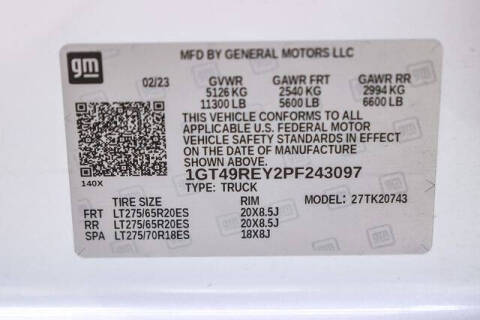 gm
MFD BY GENERAL MOTORS LLC
02/23 GVWR GAWR FRT GAWR RR
5126 KG 2540 KG 2994 KG
11300 LB 5600 LB 6600 LB
THIS VEHICLE CONFORMS TO ALL
APPLICABLE U.S. FEDERAL MOTOR
VEHICLE SAFETY STANDARDS IN EFFECT
ON THE DATE OF MANUFACTURE
SHOWN ABOVE.
1GT49REY2PF243097
140X TYPE: TRUCK
TIRE SIZE RIM MODEL: 27TK20743
FRT LT275/65R20ES 20X8.5J
RR LT275/65R20ES 20X8.5J
SPA LT275/70R18ES 18X8J